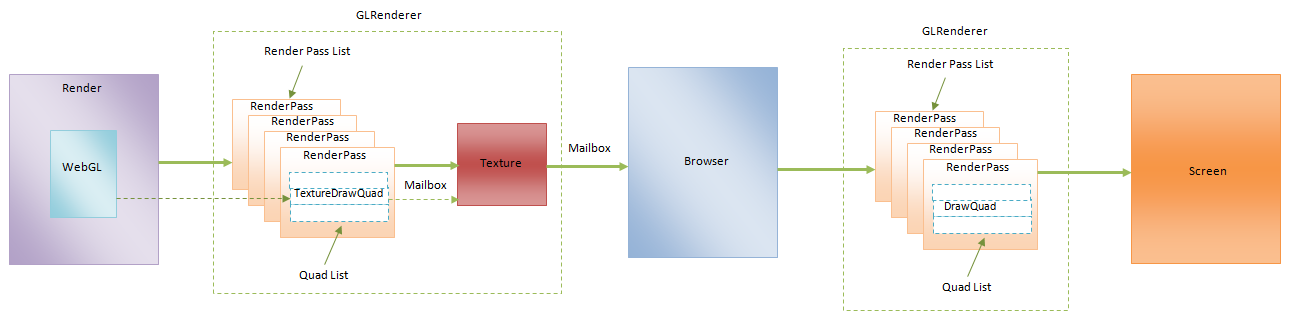 GLRenderer
Render Pass List
Render
WebGL
RenderPass
RenderPass
RenderPass
RenderPass
TextureDrawQuad
Quad List
Mailbox
Texture
Mailbox
Browser
GLRenderer
Render Pass List
RenderPass
RenderPass
RenderPass
RenderPass
DrawQuad
Quad List
Screen